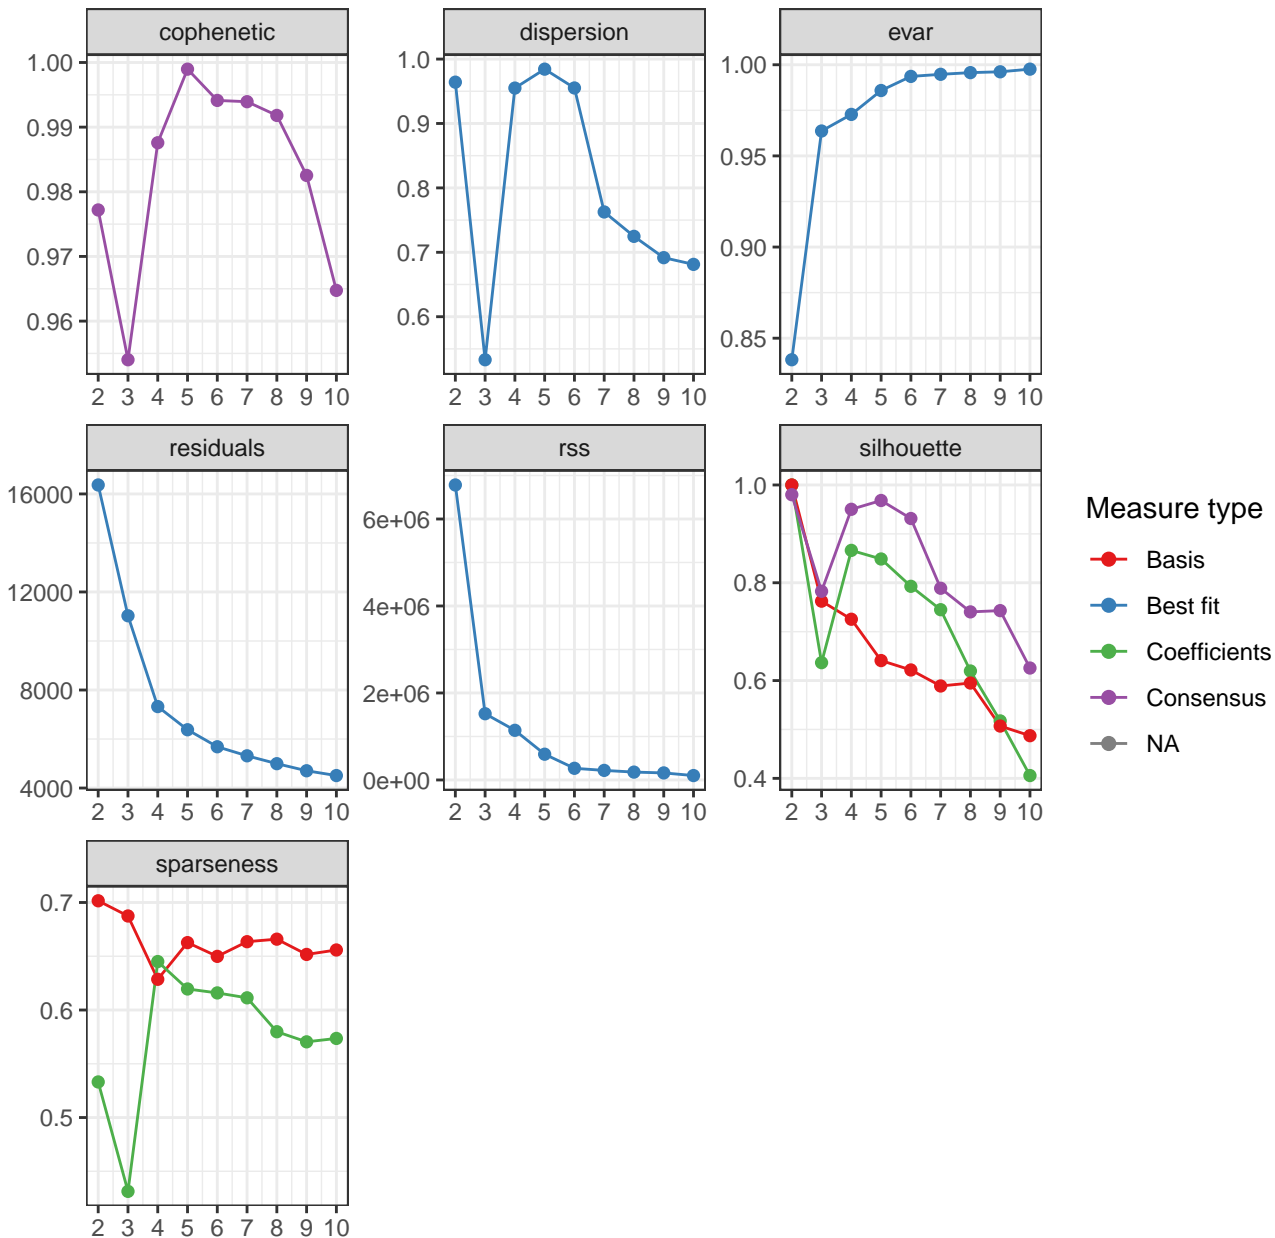 cophenetic
1.00
0.99
0.98
0.97
0.96
2 3 4 5 6 7 8 9 10
dispersion
1.0
0.9
0.8
0.7
0.6
2 3 4 5 6 7 8 9 10
evar
1.00
0.95
0.90
0.85
2 3 4 5 6 7 8 9 10
residuals
16000
12000
8000
4000
2 3 4 5 6 7 8 9 10
rss
6e+06
4e+06
2e+06
0e+00
2 3 4 5 6 7 8 9 10
silhouette
1.0
0.8
0.6
0.4
2 3 4 5 6 7 8 9 10
Measure type
Basis
Best fit
Coefficients
Consensus
NA
sparseness
0.7
0.6
0.5
2 3 4 5 6 7 8 9 10